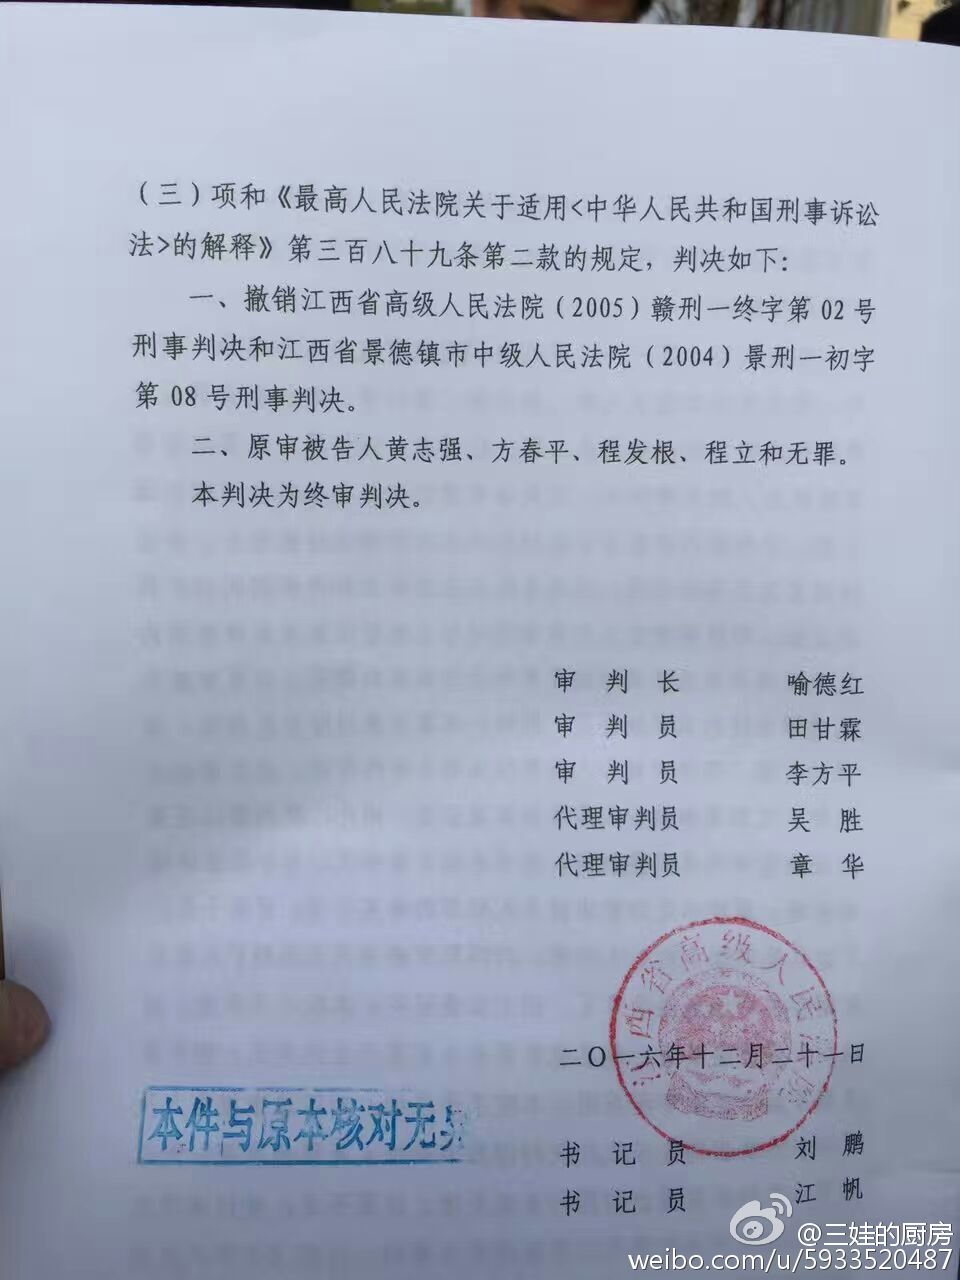 （三）项和《最高人民法院关于适用<中华人民共和国刑事诉讼
法>的解释》第三百八十九条第二款的规定，判决如下：
一、撤销江西省高级人民法院（2005）赣刑一终字第 02 号
刑事判决和江西省景德镇市中级人民法院（2004）景刑一初字
第 08 号刑事判决。
二、原审被告人黄志强、方春平、程发根、程立和无罪。
本判决为终审判决。
审 判 长 喻德红
审 判 员 田甘霖
审 判 员 李方平
代理审判员 吴 胜
代理审判员 章 华
江西省高级人民法院
二〇一六年十二月二十一日
本件与原本核对无异
书 记 员 刘 鹏
书 记 员 江 帆
@三娃的厨房
weibo.com/u/5933520487